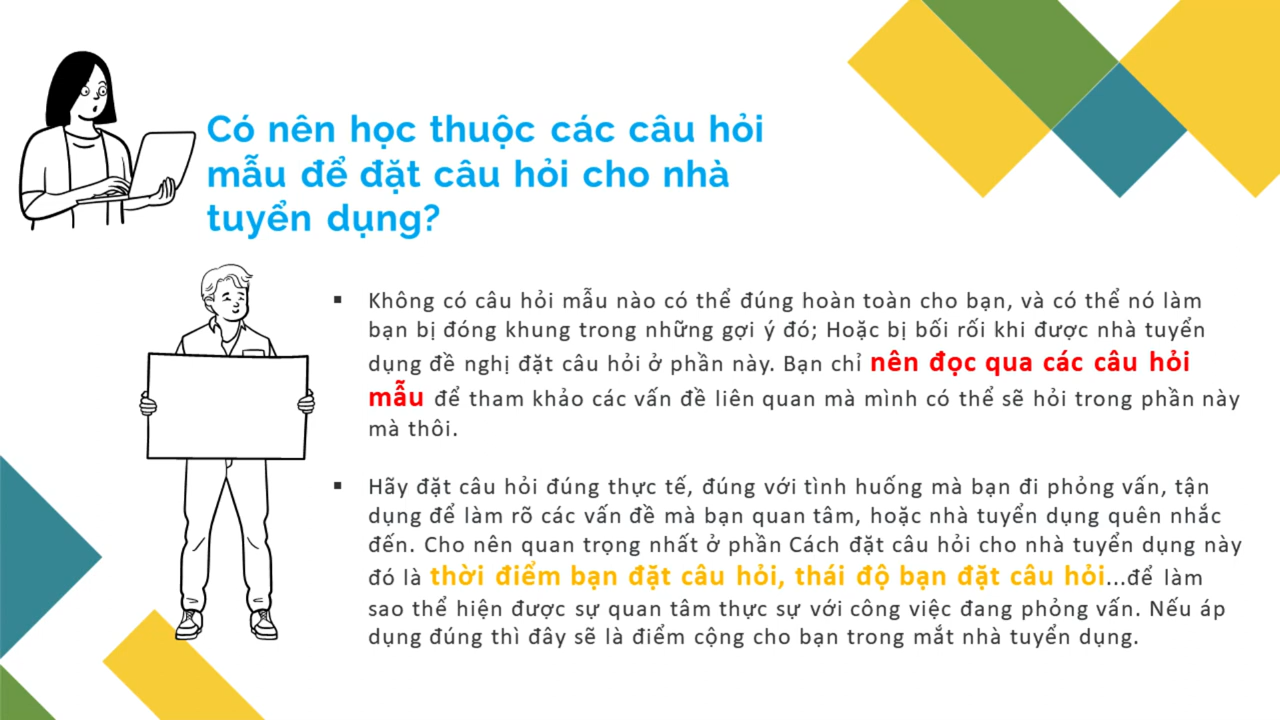 Có nên học thuộc các câu hỏi
mẫu để đặt câu hỏi cho nhà
tuyển dụng?
▪ Không có câu hỏi mẫu nào có thể đúng hoàn toàn cho bạn, và có thể nó làm
bạn bị đóng khung trong những gợi ý đó; Hoặc bị bối rối khi được nhà tuyển
dụng đề nghị đặt câu hỏi ở phần này. Bạn chỉ nên đọc qua các câu hỏi
mẫu để tham khảo các vấn đề liên quan mà mình có thể sẽ hỏi trong phần này
mà thôi.
▪ Hãy đặt câu hỏi đúng thực tế, đúng với tình huống mà bạn đi phỏng vấn, tận
dụng để làm rõ các vấn đề mà bạn quan tâm, hoặc nhà tuyển dụng quên nhắc
đến. Cho nên quan trọng nhất ở phần Cách đặt câu hỏi cho nhà tuyển dụng này
đó là thời điểm bạn đặt câu hỏi, thái độ bạn đặt câu hỏi...để làm
sao thể hiện được sự quan tâm thực sự với công việc đang phỏng vấn. Nếu áp
dụng đúng thì đây sẽ là điểm cộng cho bạn trong mắt nhà tuyển dụng.